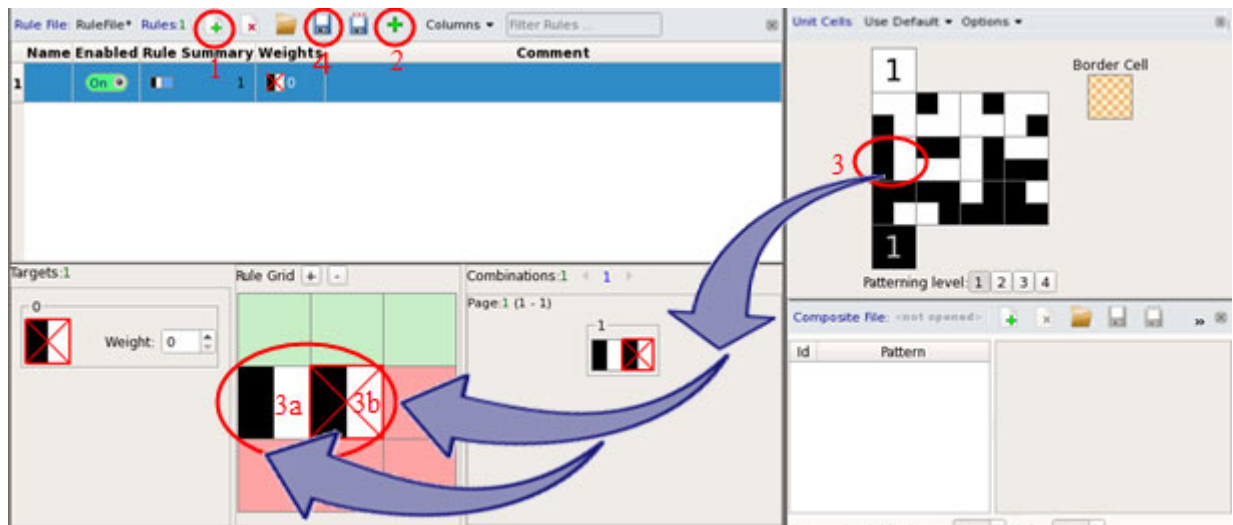 Rule File: RuleFile* Rules:1 Columns Filter Rules ...
Name Enabled Rule Summary Weights Comment
1 4 2
1 On 1 0
Targets:1
0
Weight: 0
Rule Grid + -
3a 3b
Combinations:1 1
Page:1 (1 - 1)
1
Unit Cells Use Default Options
1
Border Cell
3
1
Patterning level: 1 2 3 4
Composite File: <not opened> »
Id Pattern